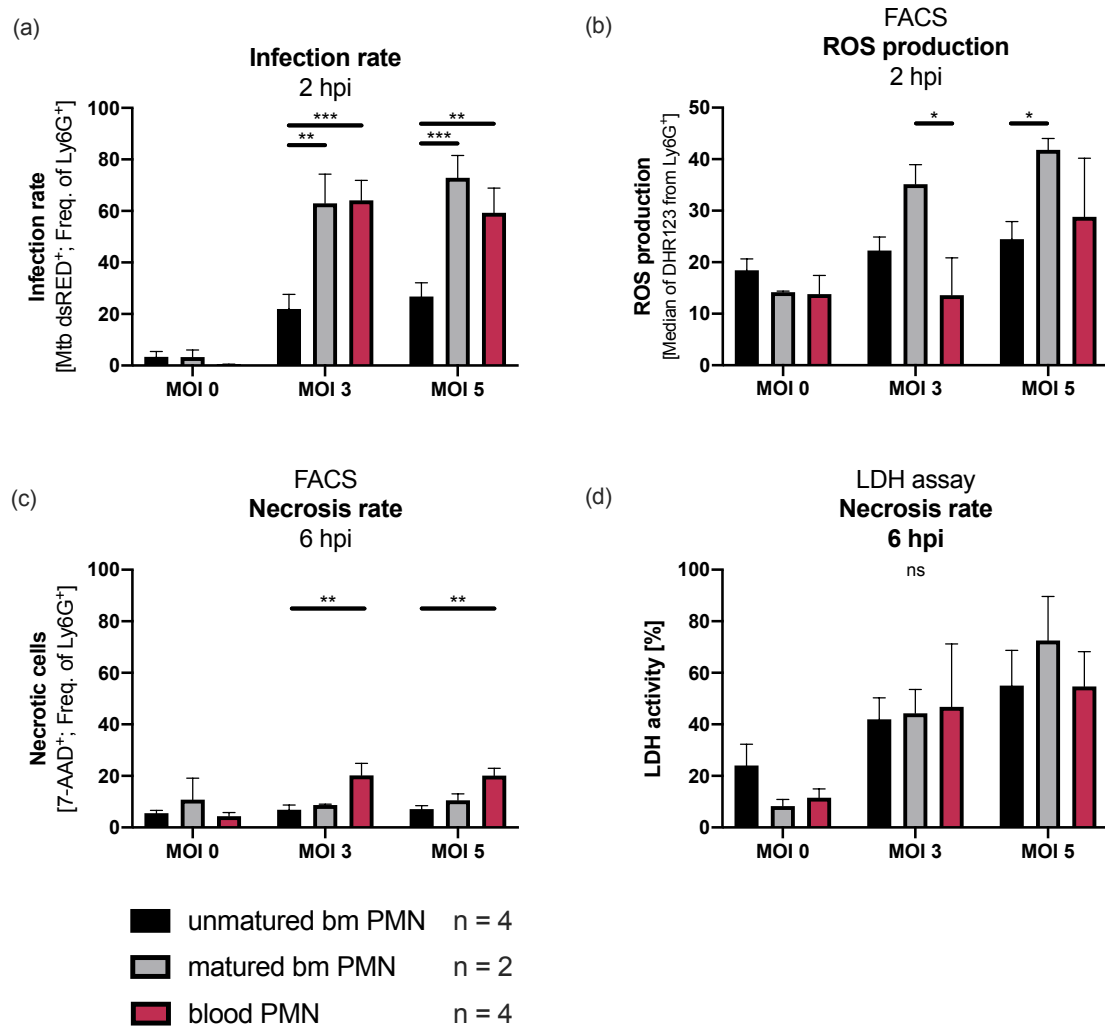 (a)
Infection rate
2 hpi
Infection rate
[Mtb dsRED⁺; Freq. of Ly6G⁺]
100
80
60
40
20
0
***
**
**
***
MOI 0 MOI 3 MOI 5
(b)
FACS
ROS production
2 hpi
ROS production
[Median of DHR123 from Ly6G⁺]
50
40
30
20
10
0
*
*
MOI 0 MOI 3 MOI 5
(c)
FACS
Necrosis rate
6 hpi
Necrotic cells
[7-AAD⁺; Freq. of Ly6G⁺]
100
80
60
40
20
0
**
**
MOI 0 MOI 3 MOI 5
(d)
LDH assay
Necrosis rate
6 hpi
ns
LDH activity [%]
100
80
60
40
20
0
MOI 0 MOI 3 MOI 5
unmatured bm PMN n = 4
matured bm PMN n = 2
blood PMN n = 4